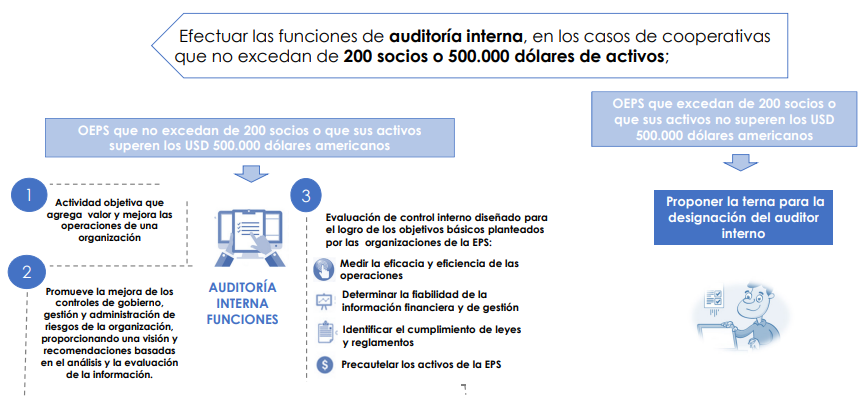 Efectuar las funciones de auditoría interna, en los casos de cooperativas
que no excedan de 200 socios o 500.000 dólares de activos;
OEPS que no excedan de 200 socios o que sus activos
superen los USD 500.000 dólares americanos
OEPS que excedan de 200 socios o
que sus activos no superen los USD
500.000 dólares americanos
1
Actividad objetiva que
agrega valor y mejora las
operaciones de una
organización
2
Promueve la mejora de los
controles de gobierno,
gestión y administración de
riesgos de la organización,
proporcionando una visión y
recomendaciones basadas
en el análisis y la evaluación
de la información.
AUDITORÍA
INTERNA
FUNCIONES
3
Evaluación de control interno diseñado para
el logro de los objetivos básicos planteados
por las organizaciones de la EPS:
Medir la eficacia y eficiencia de las
operaciones
Determinar la fiabilidad de la
información financiera y de gestión
Identificar el cumplimiento de leyes
y reglamentos
$
Precautelar los activos de la EPS
Proponer la terna para la
designación del auditor
interno